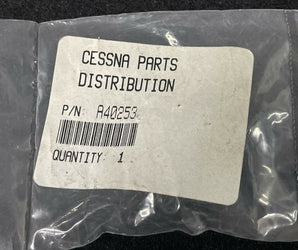 CESSNA PARTS
DISTRIBUTION
P/N: A40253
QUANTITY: 1